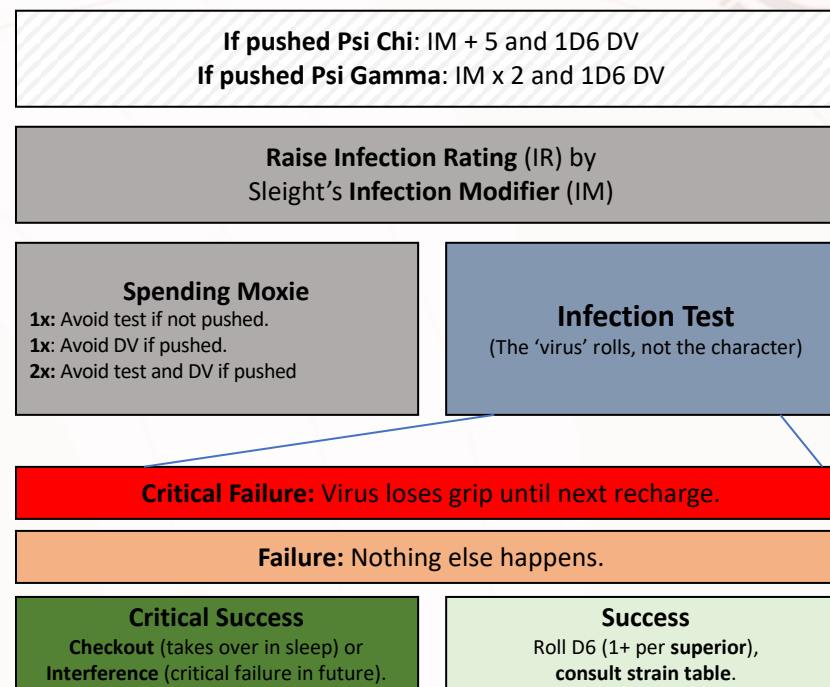 If pushed Psi Chi: IM + 5 and 1D6 DV
If pushed Psi Gamma: IM x 2 and 1D6 DV
Raise Infection Rating (IR) by
Sleight’s Infection Modifier (IM)
Spending Moxie
1x: Avoid test if not pushed.
1x: Avoid DV if pushed.
2x: Avoid test and DV if pushed
Infection Test
(The ‘virus’ rolls, not the character)
Critical Failure: Virus loses grip until next recharge.
Failure: Nothing else happens.
Critical Success
Checkout (takes over in sleep) or
Interference (critical failure in future).
Success
Roll D6 (1+ per superior),
consult strain table.